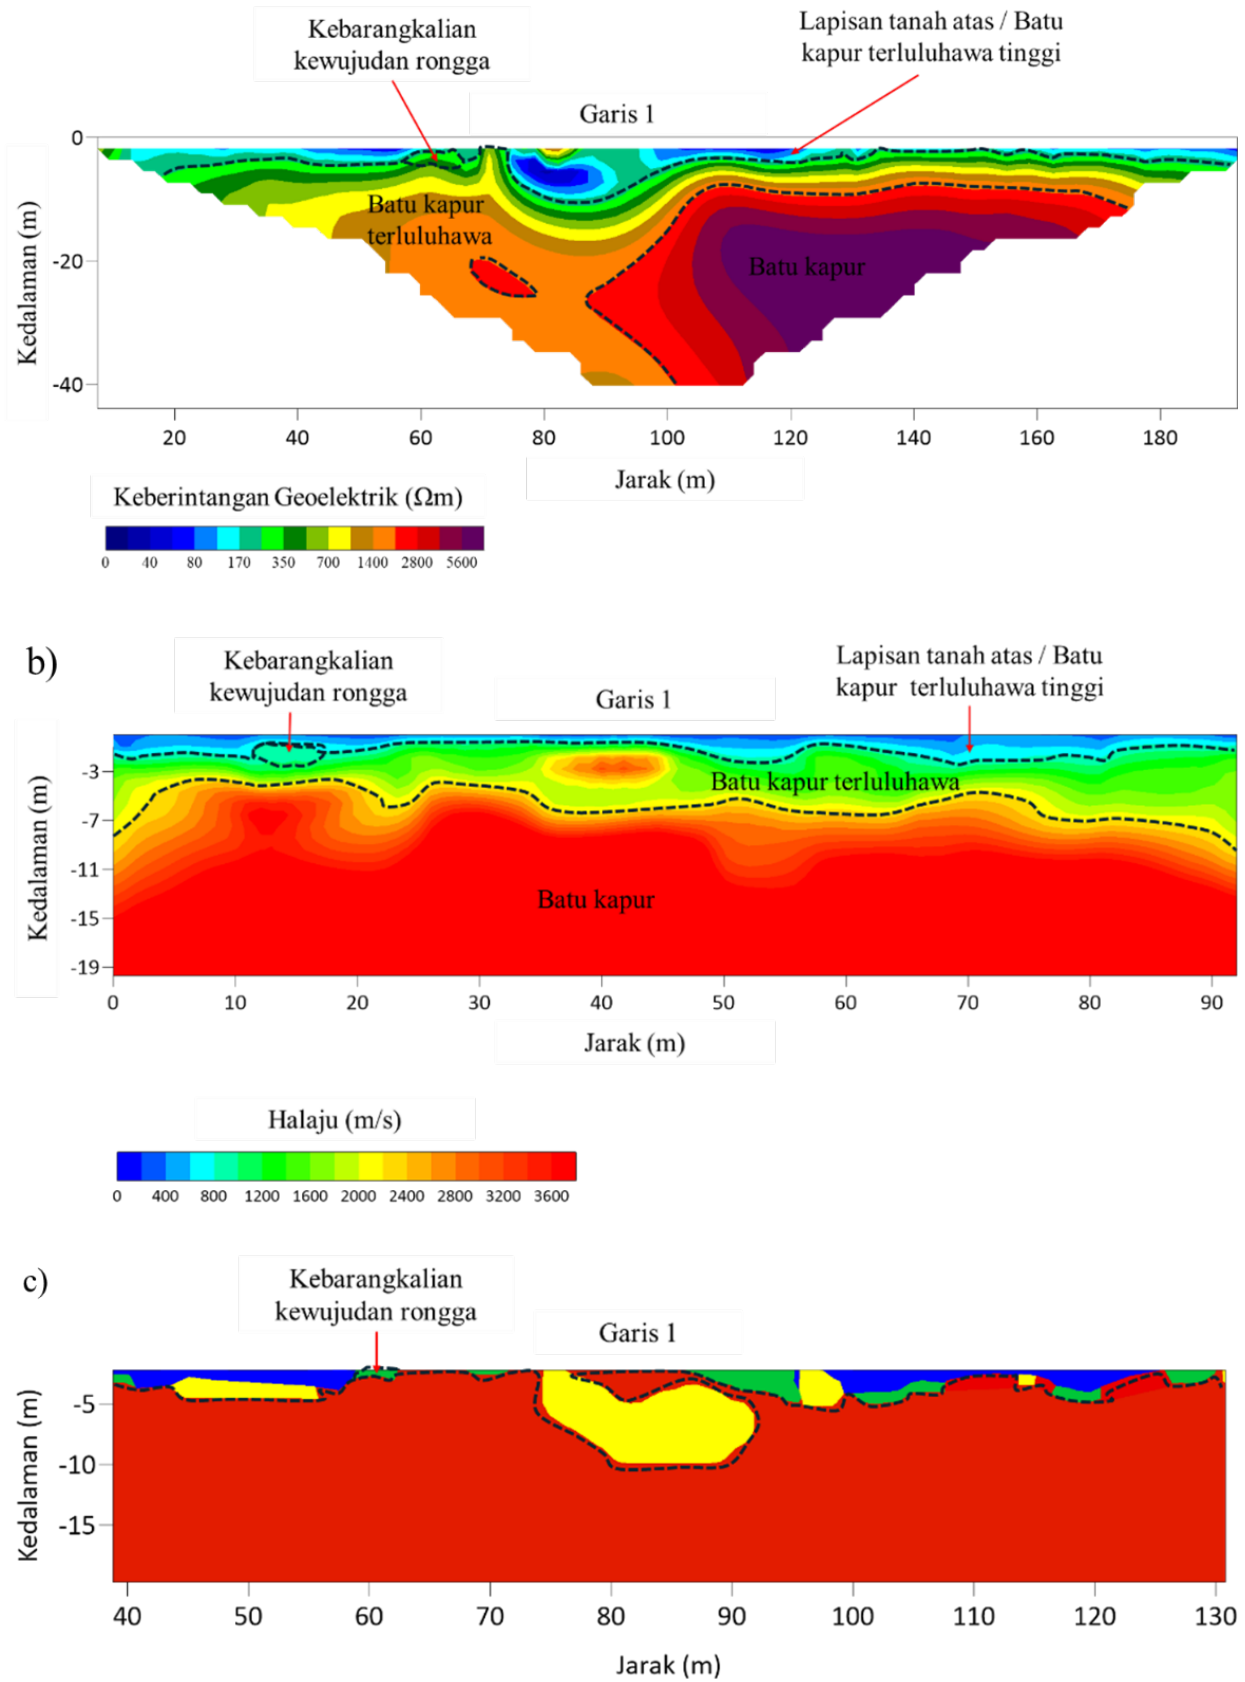 Kebarangkalian
kewujudan rongga
Lapisan tanah atas / Batu
kapur terluluhawa tinggi
Garis 1
0
-20
-40
Kedalaman (m)
Batu kapur
terluluhawa
Batu kapur
20 40 60 80 100 120 140 160 180
Jarak (m)
Keberintangan Geoelektrik (Ωm)
0 40 80 170 350 700 1400 2800 5600
b)
Kebarangkalian
kewujudan rongga
Garis 1
Lapisan tanah atas / Batu
kapur terluluhawa tinggi
-3
-7
-11
-15
-19
Kedalaman (m)
Batu kapur terluluhawa
Batu kapur
0 10 20 30 40 50 60 70 80 90
Jarak (m)
Halaju (m/s)
0 400 800 1200 1600 2000 2400 2800 3200 3600
c)
Kebarangkalian
kewujudan rongga
Garis 1
-5
-10
-15
Kedalaman (m)
40 50 60 70 80 90 100 110 120 130
Jarak (m)